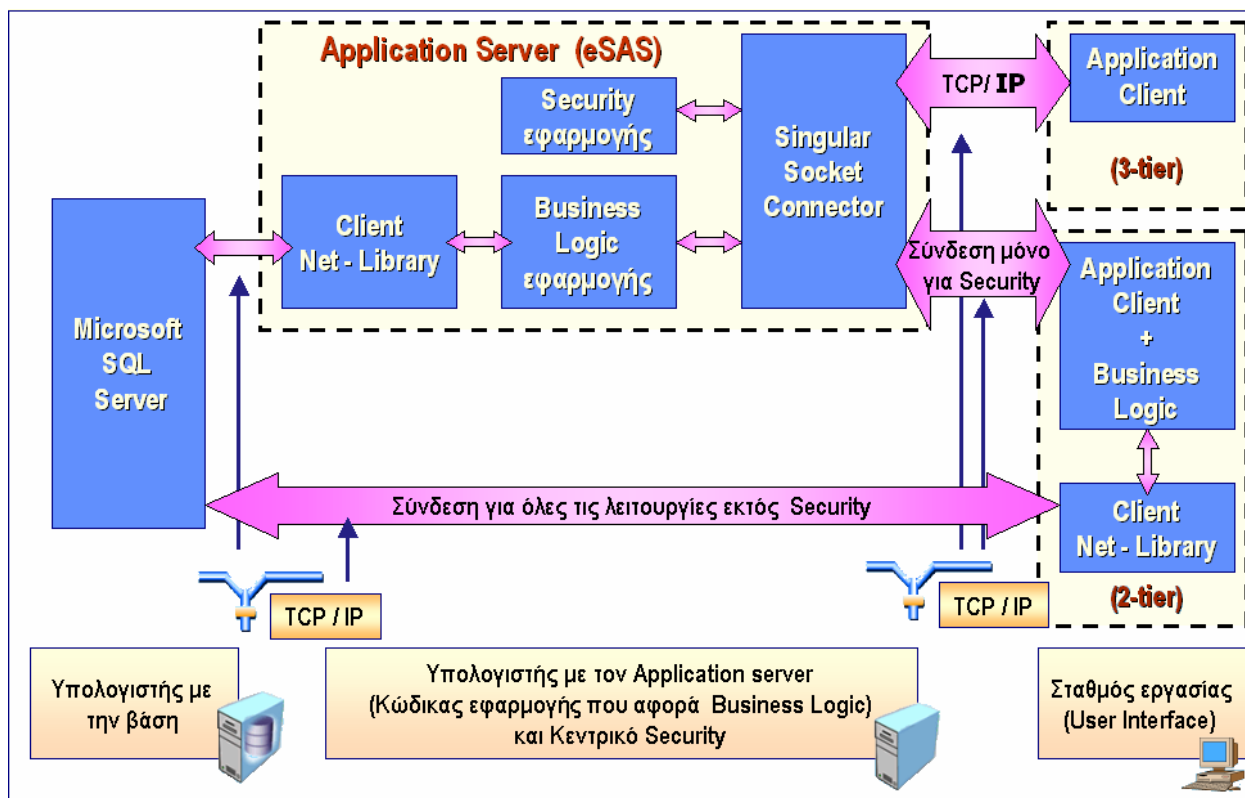 Application Server (eSAS)
Security
εφαρμογής
Client
Net - Library
Business
Logic
εφαρμογής
Singular
Socket
Connector
TCP/ IP
Application
Client
(3-tier)
Microsoft
SQL
Server
Σύνδεση μόνο
για Security
Application
Client
+
Business
Logic
Σύνδεση για όλες τις λειτουργίες εκτός Security
Client
Net - Library
(2-tier)
TCP / IP
TCP / IP
Υπολογιστής με
την βάση
Υπολογιστής με τον Application server
(Κώδικας εφαρμογής που αφορά Business Logic)
και Κεντρικό Security
Σταθμός εργασίας
(User Interface)